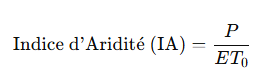 Indice d'Aridité (IA) = P / ET₀